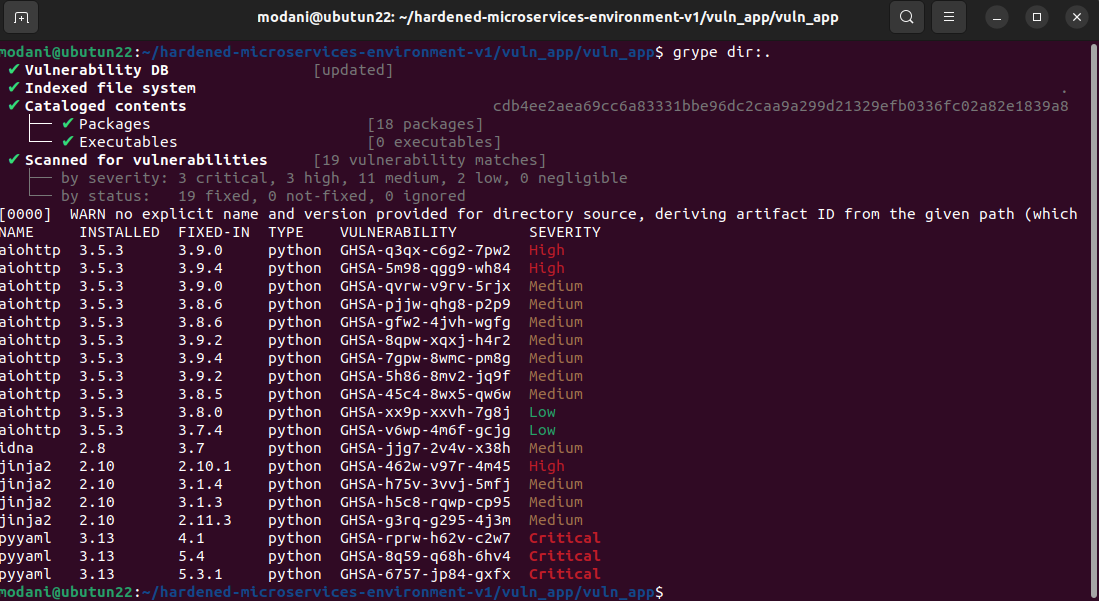 modani@ubutun22: ~/hardened-microservices-environment-v1/vuln_app/vuln_app
modani@ubutun22:~/hardened-microservices-environment-v1/vuln_app/vuln_app$ grype dir:.
✔ Vulnerability DB [updated]
✔ Indexed file system .
✔ Cataloged contents cdb4ee2aea69cc6a83331bbe96dc2caa9a299d21329efb0336fc02a82e1839a8
├── ✔ Packages [18 packages]
└── ✔ Executables [0 executables]
✔ Scanned for vulnerabilities [19 vulnerability matches]
├── by severity: 3 critical, 3 high, 11 medium, 2 low, 0 negligible
└── by status: 19 fixed, 0 not-fixed, 0 ignored
[0000] WARN no explicit name and version provided for directory source, deriving artifact ID from the given path (which
NAME INSTALLED FIXED-IN TYPE VULNERABILITY SEVERITY
aiohttp 3.5.3 3.9.0 python GHSA-q3qx-c6g2-7pw2 High
aiohttp 3.5.3 3.9.4 python GHSA-5m98-qgg9-wh84 High
aiohttp 3.5.3 3.9.0 python GHSA-qvrw-v9rv-5rjx Medium
aiohttp 3.5.3 3.8.6 python GHSA-pjjw-qhg8-p2p9 Medium
aiohttp 3.5.3 3.8.6 python GHSA-gfw2-4jvh-wgfg Medium
aiohttp 3.5.3 3.9.2 python GHSA-8qpw-xqxj-h4r2 Medium
aiohttp 3.5.3 3.9.4 python GHSA-7gpw-8wmc-pm8g Medium
aiohttp 3.5.3 3.9.2 python GHSA-5h86-8mv2-jq9f Medium
aiohttp 3.5.3 3.8.5 python GHSA-45c4-8wx5-qw6w Medium
aiohttp 3.5.3 3.8.0 python GHSA-xx9p-xxvh-7g8j Low
aiohttp 3.5.3 3.7.4 python GHSA-v6wp-4m6f-gcjg Low
idna 2.8 3.7 python GHSA-jjg7-2v4v-x38h Medium
jinja2 2.10 2.10.1 python GHSA-462w-v97r-4m45 High
jinja2 2.10 3.1.4 python GHSA-h75v-3vvj-5mfj Medium
jinja2 2.10 3.1.3 python GHSA-h5c8-rqwp-cp95 Medium
jinja2 2.10 2.11.3 python GHSA-g3rq-g295-4j3m Medium
pyyaml 3.13 4.1 python GHSA-rprw-h62v-c2w7 Critical
pyyaml 3.13 5.4 python GHSA-8q59-q68h-6hv4 Critical
pyyaml 3.13 5.3.1 python GHSA-6757-jp84-gxfx Critical
modani@ubutun22:~/hardened-microservices-environment-v1/vuln_app/vuln_app$